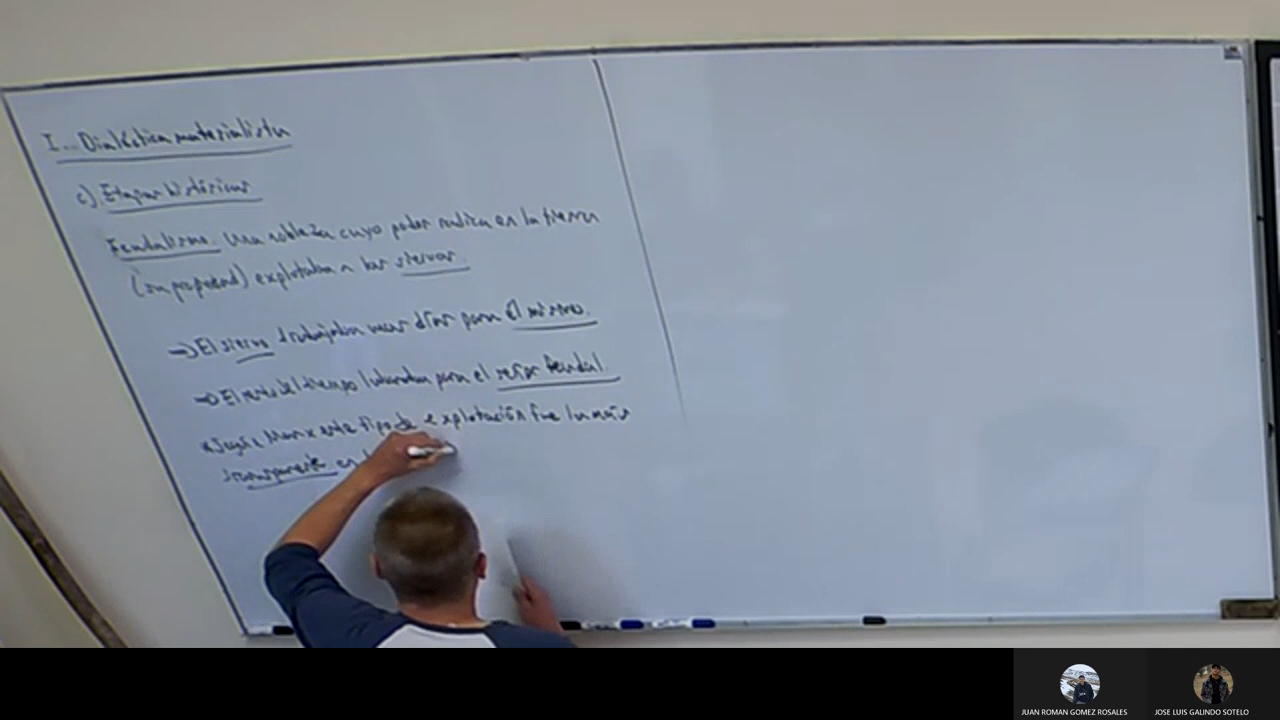 I.. Dialéctica materialista
c) Etapas históricas
Feudalismo. Una nobleza cuyo poder radica en la tierra
(su propiedad) explotaba a los siervos.
→ El siervo trabajaba unos días para él mismo.
→ El resto del tiempo laboraba para el señor feudal.
Según Marx este tipo de explotación fue la más
transparente en
JUAN ROMAN GOMEZ ROSALES
JOSE LUIS GALINDO SOTELO